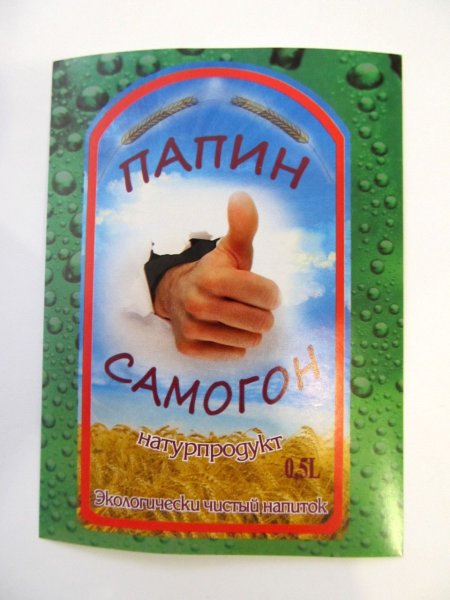 ПАПИН
САМОГОН
натурпродукт
0,5L
Экологически чистый напиток